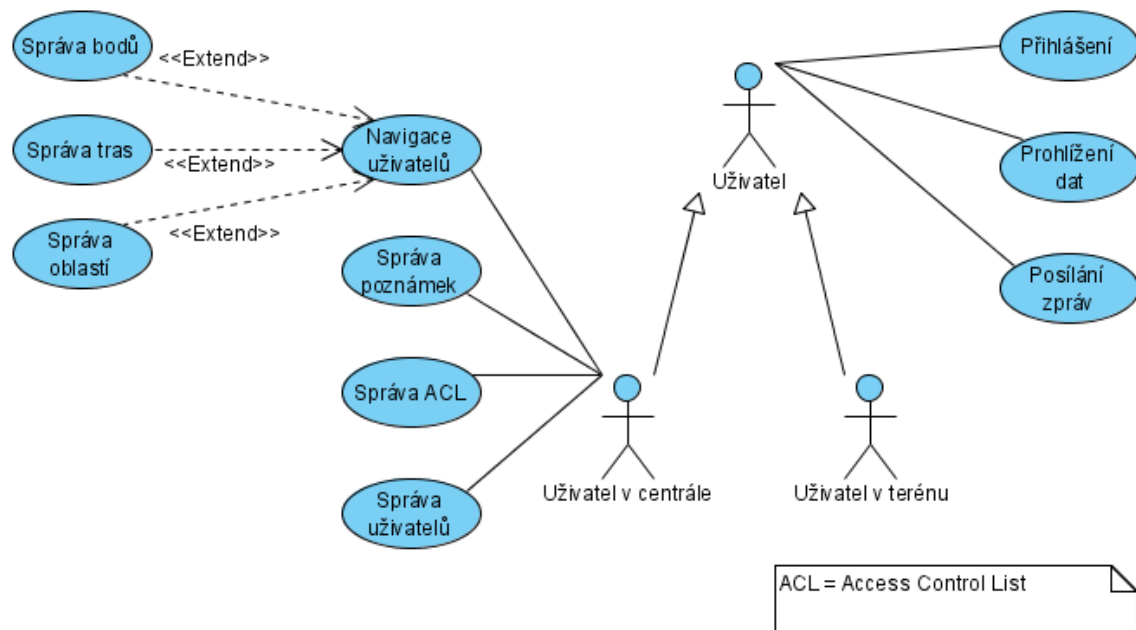 Správa bodů
<<Extend>>
Správa tras
<<Extend>>
Správa
oblastí
<<Extend>>
Navigace
uživatelů
Správa
poznámek
Správa ACL
Správa
uživatelů
Uživatel
Uživatel v centrále
Uživatel v terénu
Přihlášení
Prohlížení
dat
Posílání
zpráv
ACL = Access Control List